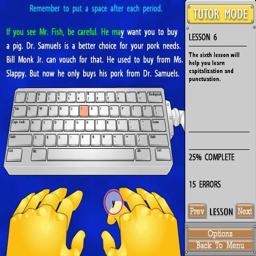 Remember to put a space after each period.
If you see Mr. Fish, be careful. He may want you to buy
a pig. Dr. Samuels is a better choice for your pork needs.
Bill Monk Jr. can vouch for that. He used to buy from Ms.
Slappy. But now he only buys his pork from Dr. Samuels.
TUTOR MODE
LESSON 6
The sixth lesson will
help you learn
capitalization and
punctuation.
25% COMPLETE
15 ERRORS
Prev LESSON Next
Options
Back To Menu
y